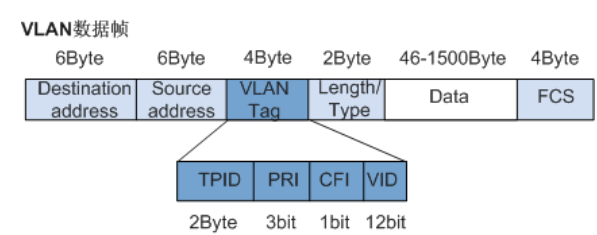 VLAN数据帧
6Byte 6Byte 4Byte 2Byte 46-1500Byte 4Byte
Destination address Source address VLAN Tag Length/Type Data FCS
TPID PRI CFI VID
2Byte 3bit 1bit 12bit